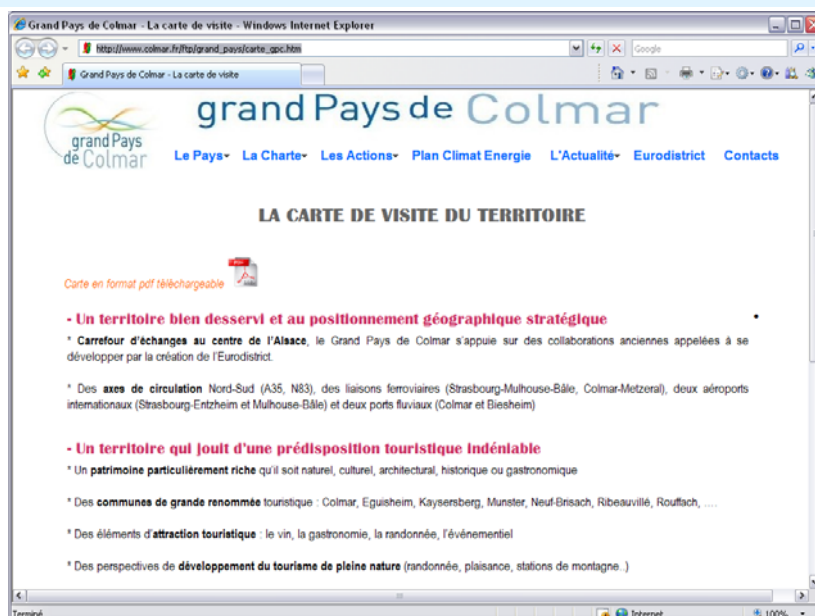 Grand Pays de Colmar - La carte de visite - Windows Internet Explorer
http://www.colmar.fr/ftp/grand_pays/carte_gpc.htm
Google
Grand Pays de Colmar - La carte de visite
grand Pays de Colmar
grand Pays
de Colmar
Le Pays La Charte Les Actions Plan Climat Energie L'Actualité Eurodistrict Contacts
LA CARTE DE VISITE DU TERRITOIRE
Carte en format pdf téléchargeable
PDF
- Un territoire bien desservi et au positionnement géographique stratégique
* Carrefour d'échanges au centre de l'Alsace, le Grand Pays de Colmar s'appuie sur des collaborations anciennes appelées à se
développer par la création de l'Eurodistrict.
* Des axes de circulation Nord-Sud (A35, N83), des liaisons ferroviaires (Strasbourg-Mulhouse-Bâle, Colmar-Metzeral), deux aéroports
internationaux (Strasbourg-Entzheim et Mulhouse-Bâle) et deux ports fluviaux (Colmar et Biesheim)
- Un territoire qui jouit d'une prédisposition touristique indéniable
* Un patrimoine particulièrement riche qu'il soit naturel, culturel, architectural, historique ou gastronomique
* Des communes de grande renommée touristique : Colmar, Eguisheim, Kaysersberg, Munster, Neuf-Brisach, Ribeauvillé, Rouffach, ....
* Des éléments d'attraction touristique : le vin, la gastronomie, la randonnée, l'événementiel
* Des perspectives de développement du tourisme de pleine nature (randonnée, plaisance, stations de montagne..)
Terminé Internet 100%